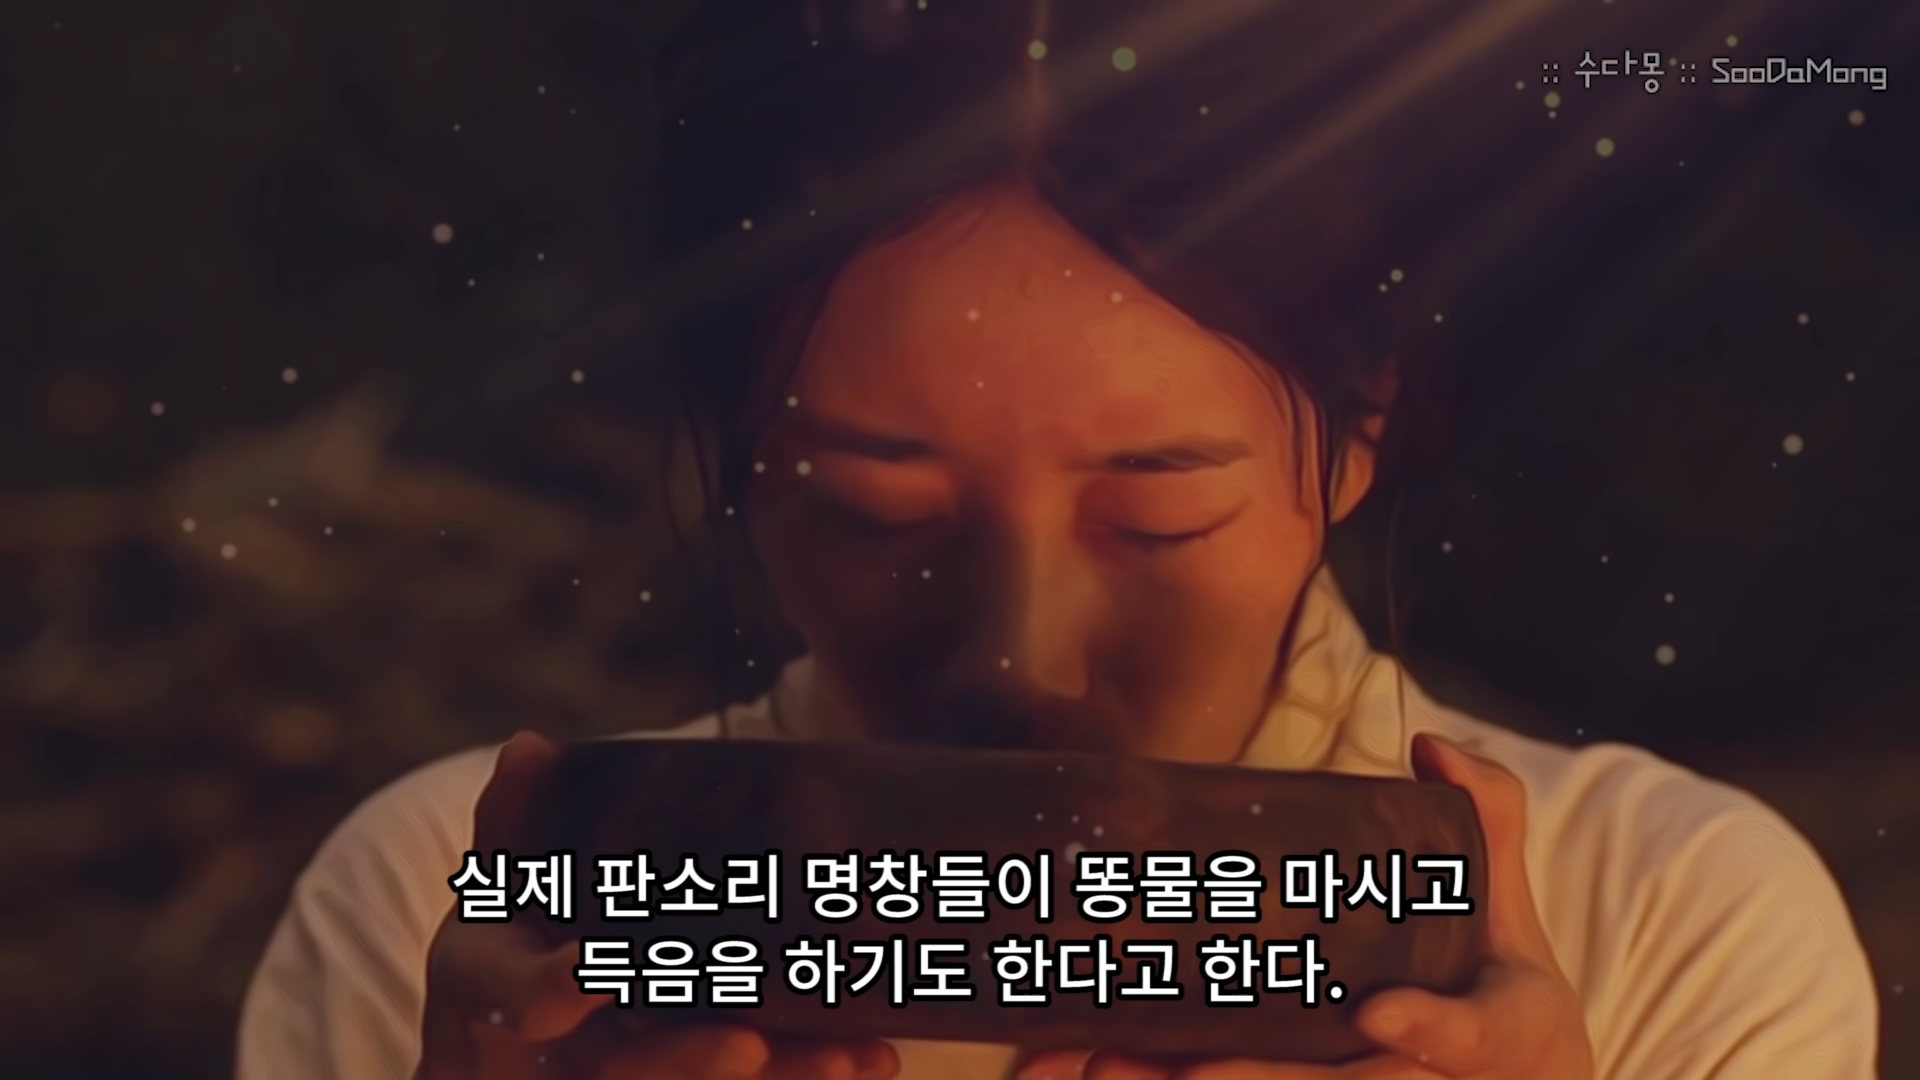 :: 수다몽 :: SooDaMong
실제 판소리 명창들이 똥물을 마시고
득음을 하기도 한다고 한다.